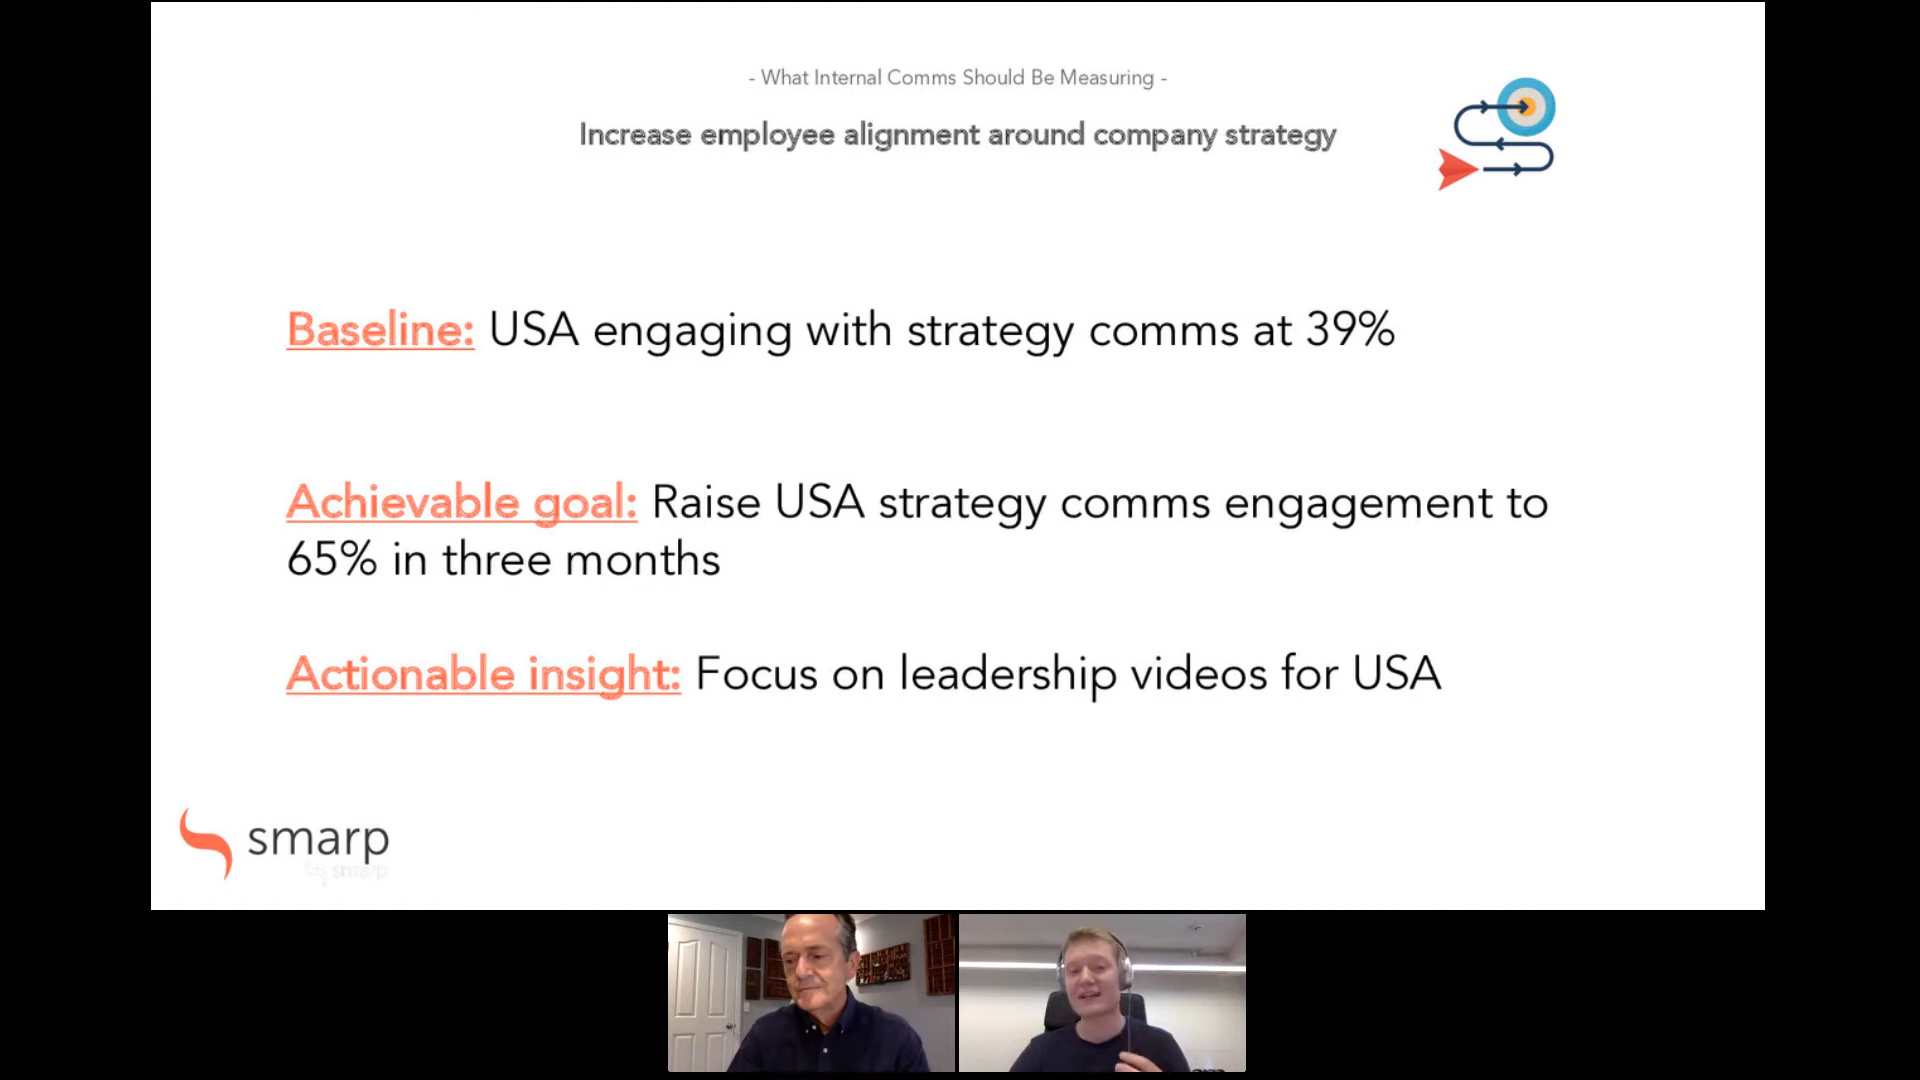 - What Internal Comms Should Be Measuring -
Increase employee alignment around company strategy
Baseline: USA engaging with strategy comms at 39%
Achievable goal: Raise USA strategy comms engagement to
65% in three months
Actionable insight: Focus on leadership videos for USA
smarp
smarp